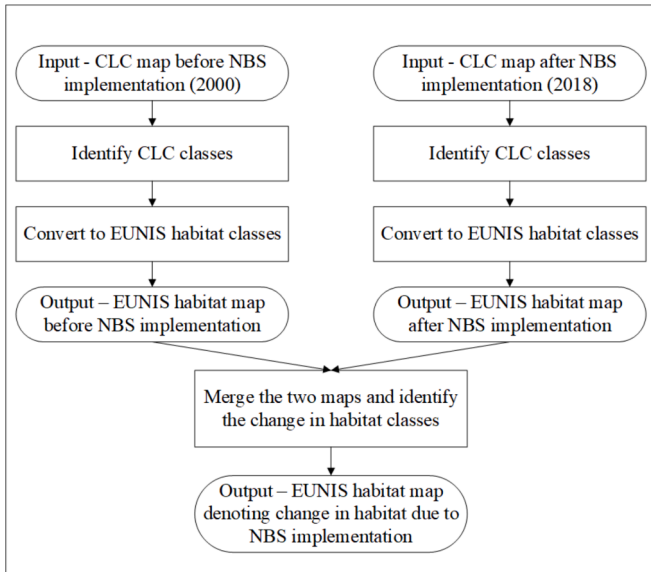 Input - CLC map before NBS
implementation (2000)
Input - CLC map after NBS
implementation (2018)
Identify CLC classes
Identify CLC classes
Convert to EUNIS habitat classes
Convert to EUNIS habitat classes
Output – EUNIS habitat map
before NBS implementation
Output – EUNIS habitat map
after NBS implementation
Merge the two maps and identify
the change in habitat classes
Output – EUNIS habitat map
denoting change in habitat due to
NBS implementation